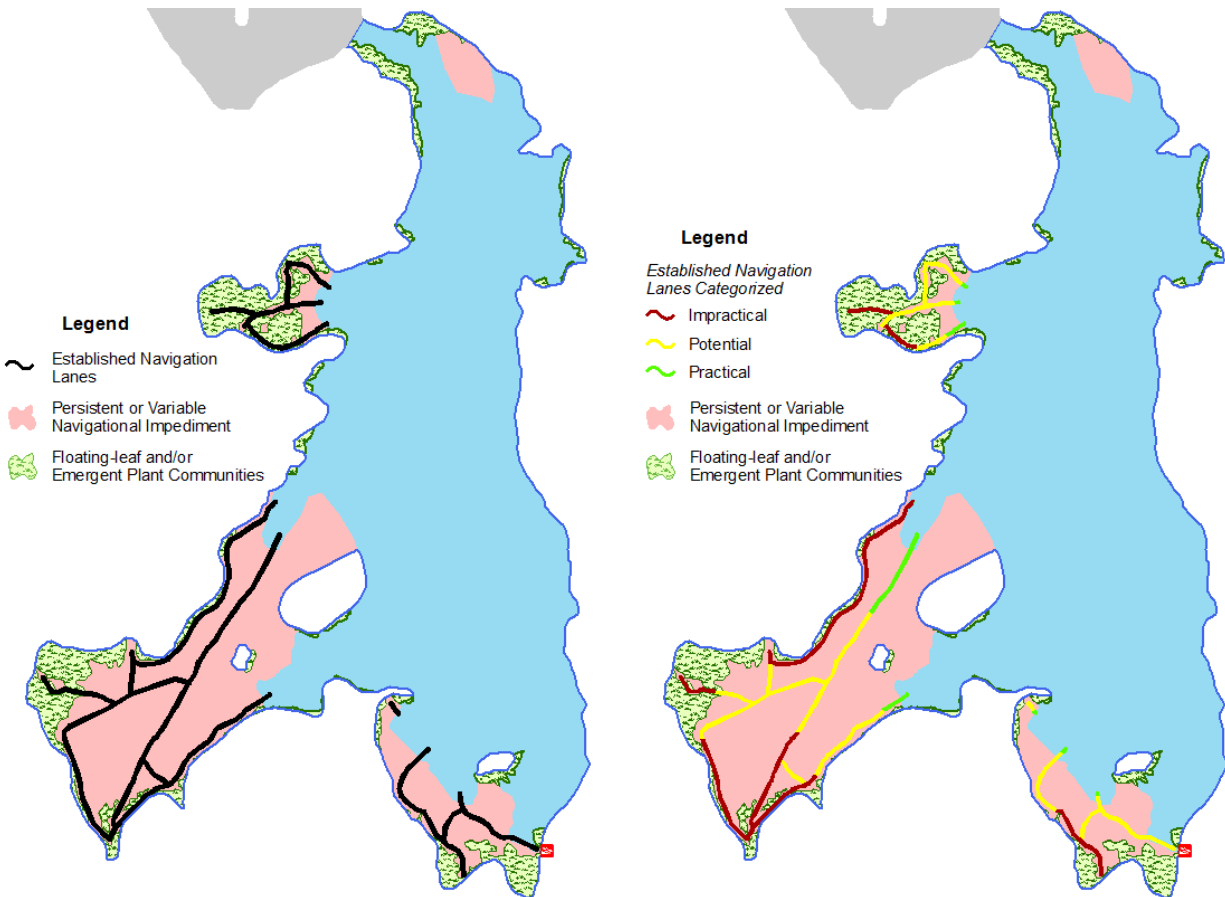 Legend
Established Navigation
Lanes
Persistent or Variable
Navigational Impediment
Floating-leaf and/or
Emergent Plant Communities
Legend
Established Navigation
Lanes Categorized
Impractical
Potential
Practical
Persistent or Variable
Navigational Impediment
Floating-leaf and/or
Emergent Plant Communities